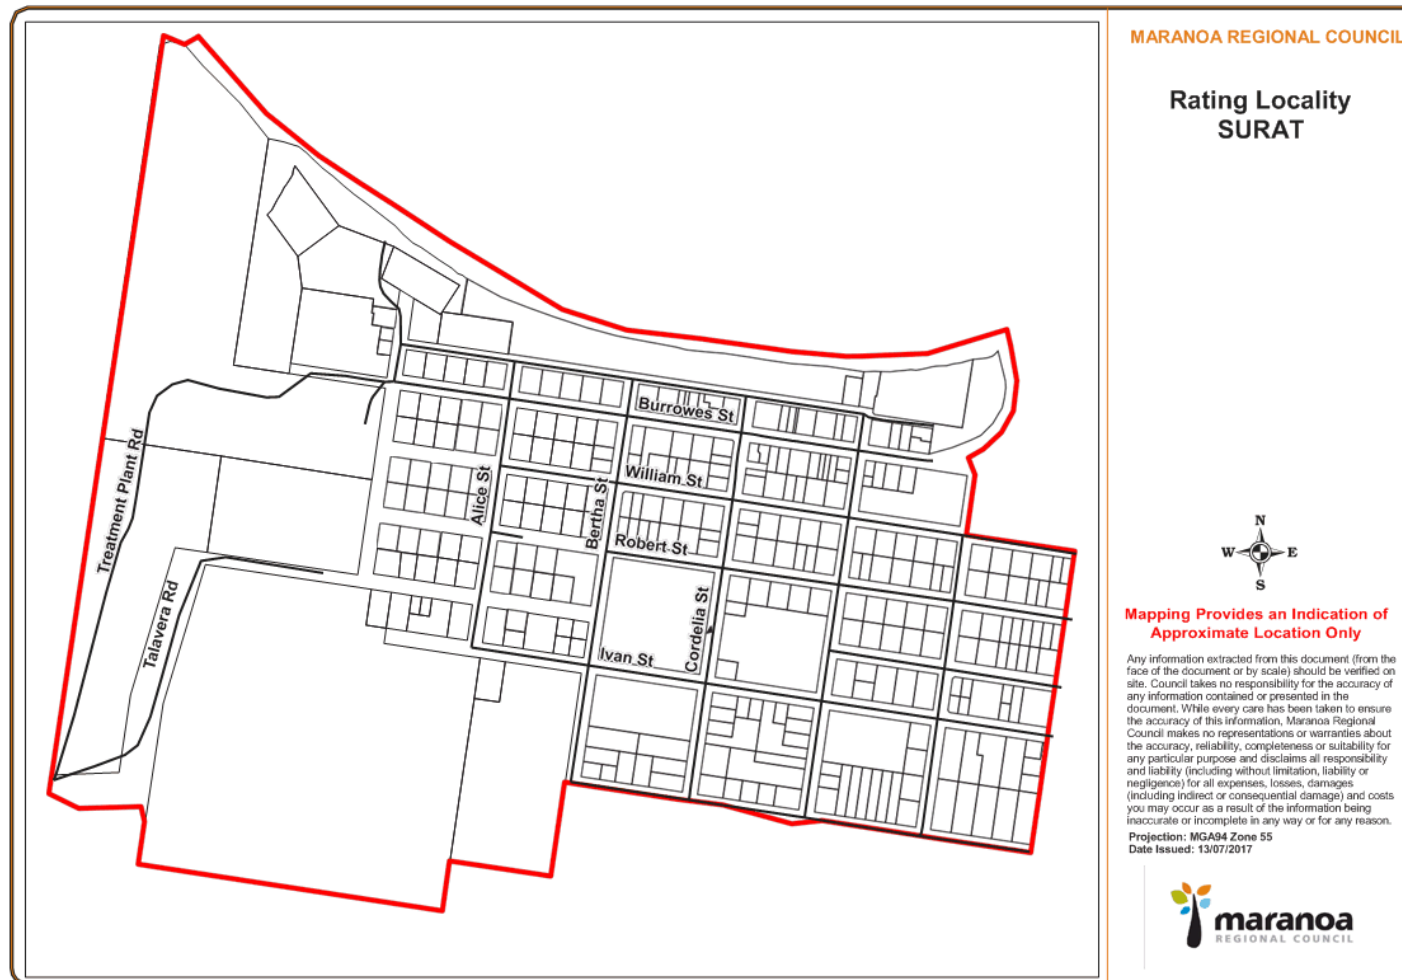 MARANOA REGIONAL COUNCIL
Rating Locality
SURAT
Burrowes St
William St
Robert St
Ivan St
Alice St
Bertha St
Cordelia St
Treatment Plant Rd
Talavera Rd
N
W
E
S
Mapping Provides an Indication of
Approximate Location Only
Any information extracted from this document (from the
face of the document or by scale) should be verified on
site. Council takes no responsibility for the accuracy of
any information contained or presented in the
document. While every care has been taken to ensure
the accuracy of this information, Maranoa Regional
Council makes no representations or warranties about
the accuracy, reliability, completeness or suitability for
any particular purpose and disclaims all responsibility
and liability (including without limitation, liability or
negligence) for all expenses, losses, damages
(including indirect or consequential damage) and costs
you may occur as a result of the information being
inaccurate or incomplete in any way or for any reason.
Projection: MGA94 Zone 55
Date Issued: 13/07/2017
maranoa
REGIONAL COUNCIL